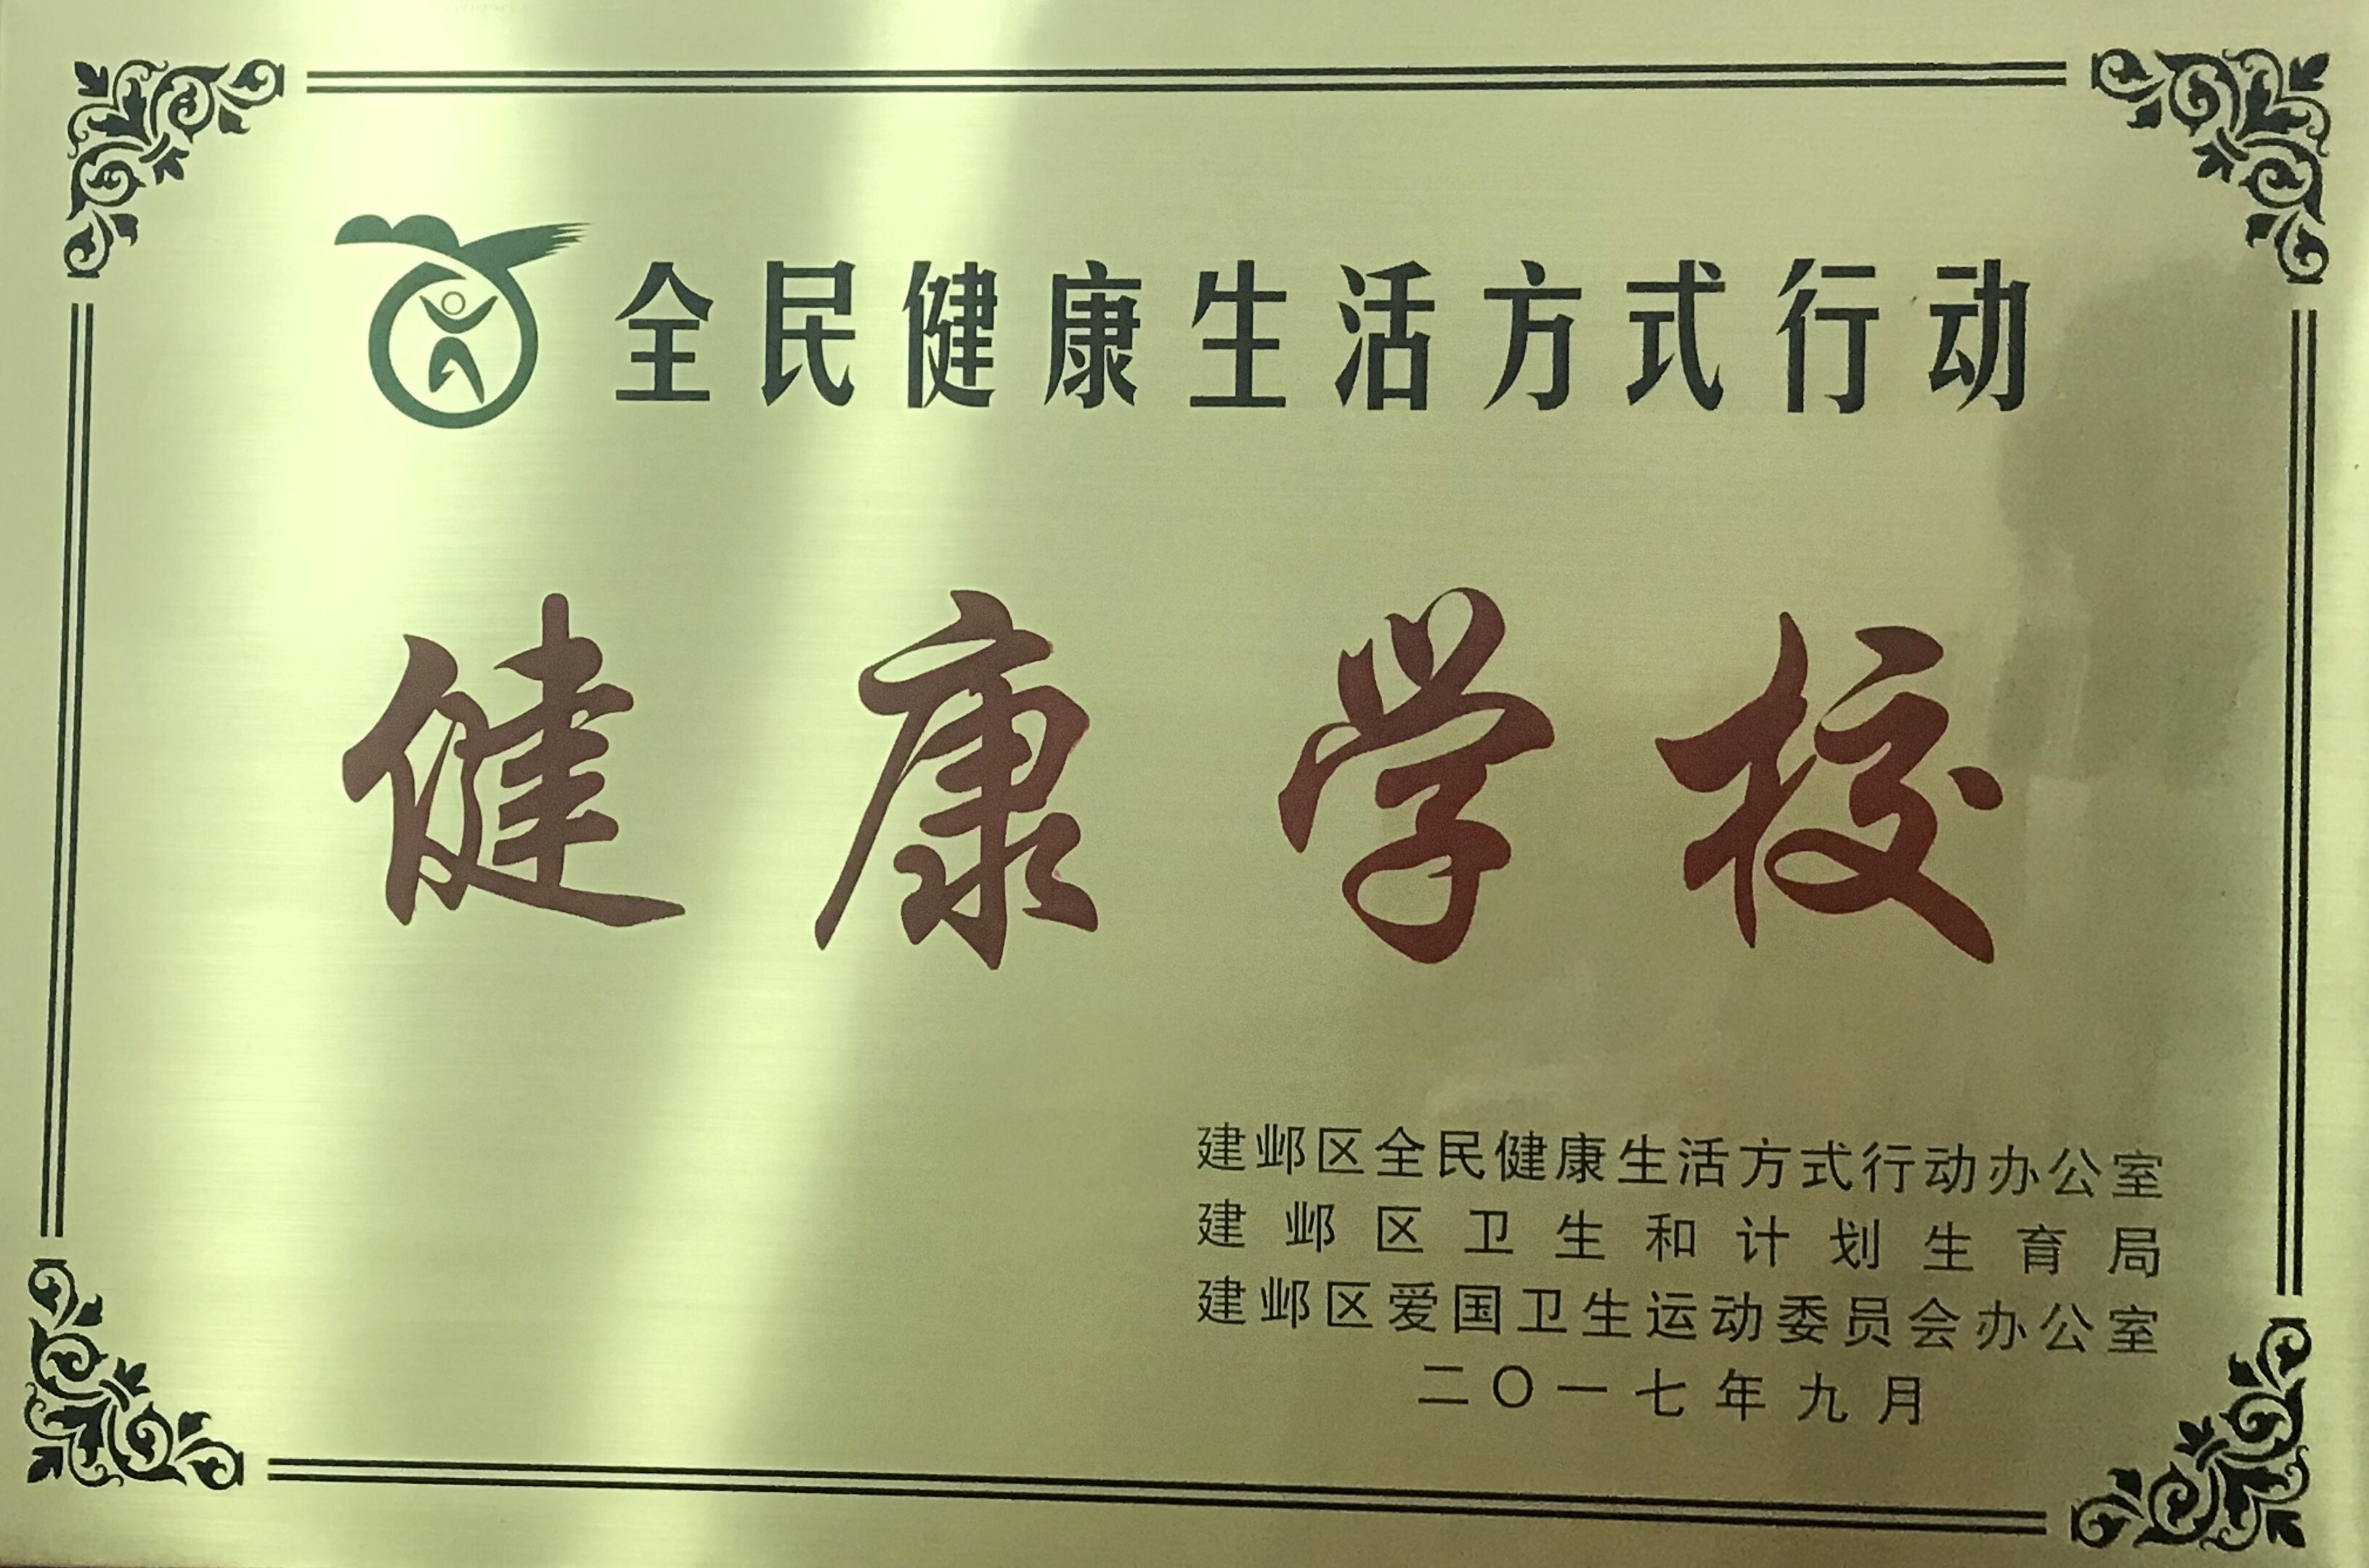 全民健康生活方式行动
健康学校
建邺区全民健康生活方式行动办公室
建邺区卫生和计划生育局
建邺区爱国卫生运动委员会办公室
二〇一七年九月